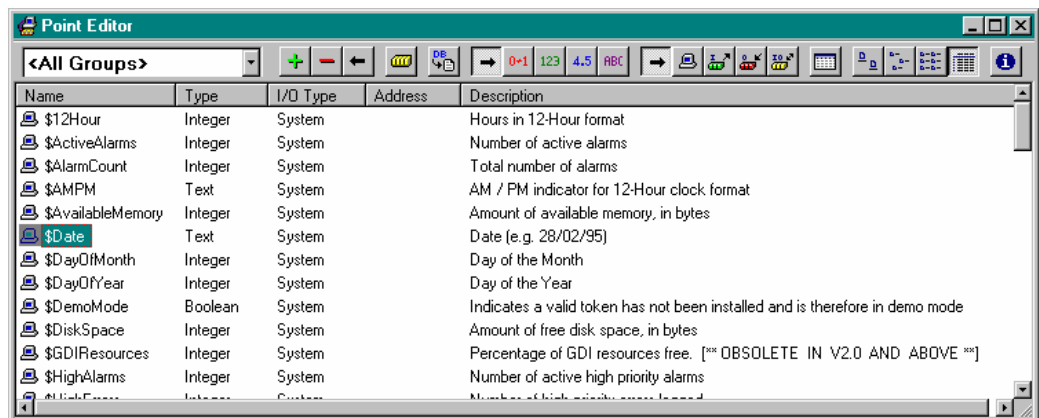 Point Editor
<All Groups> DB 0→1 123 4.5 ABC
Name Type I/O Type Address Description
$12Hour Integer System Hours in 12-Hour format
$ActiveAlarms Integer System Number of active alarms
$AlarmCount Integer System Total number of alarms
$AMPM Text System AM / PM indicator for 12-Hour clock format
$AvailableMemory Integer System Amount of available memory, in bytes
$Date Text System Date (e.g. 28/02/95)
$DayOfMonth Integer System Day of the Month
$DayOfYear Integer System Day of the Year
$DemoMode Boolean System Indicates a valid token has not been installed and is therefore in demo mode
$DiskSpace Integer System Amount of free disk space, in bytes
$GDIResources Integer System Percentage of GDI resources free. [** OBSOLETE IN V2.0 AND ABOVE **]
$HighAlarms Integer System Number of active high priority alarms